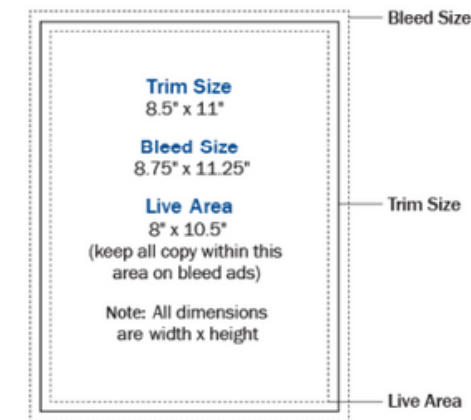 Bleed Size
Trim Size
8.5" x 11"
Bleed Size
8.75" x 11.25"
Live Area
8" x 10.5"
(keep all copy within this
area on bleed ads)
Note: All dimensions
are width x height
Trim Size
Live Area